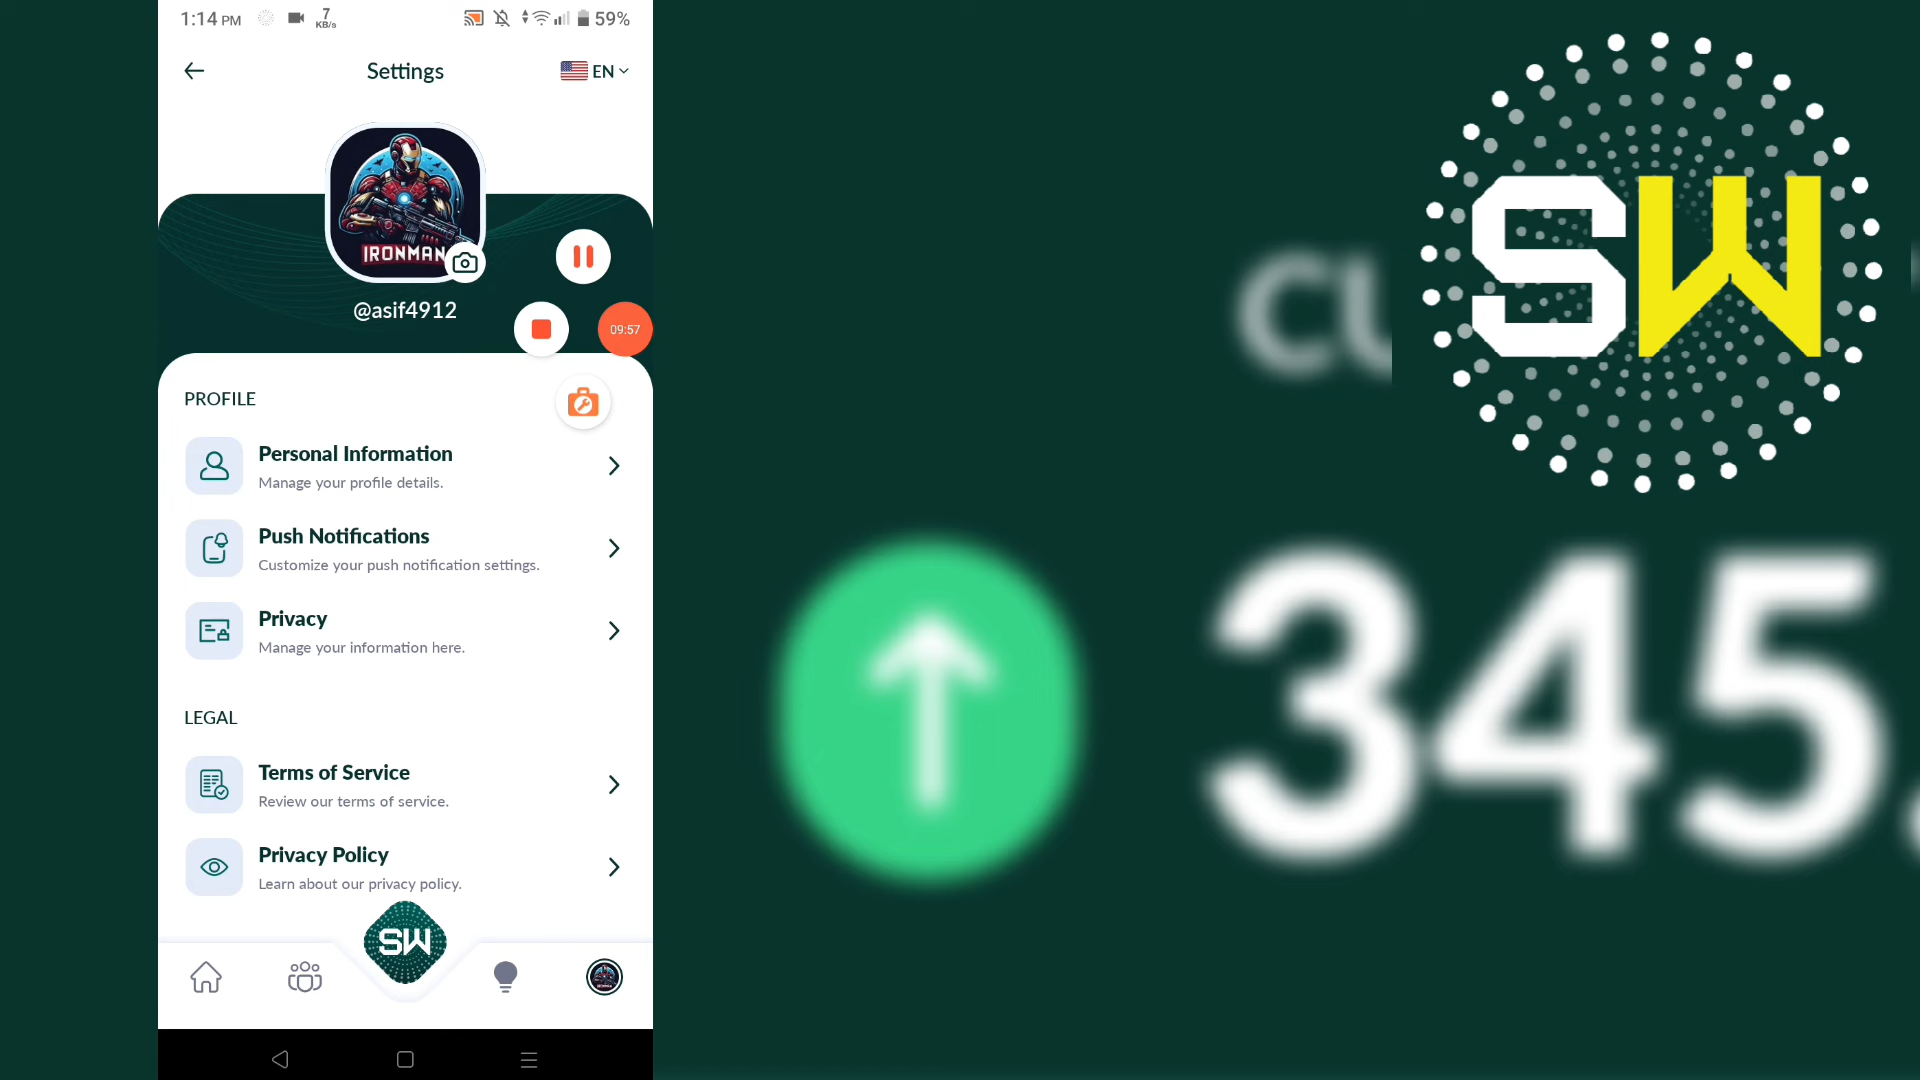 1:14 PM
7
KB/s
59%
Settings
EN
IRONMAN
@asif4912
09:57
PROFILE
Personal Information
Manage your profile details.
Push Notifications
Customize your push notification settings.
Privacy
Manage your information here.
LEGAL
Terms of Service
Review our terms of service.
Privacy Policy
Learn about our privacy policy.
SW
SW
345